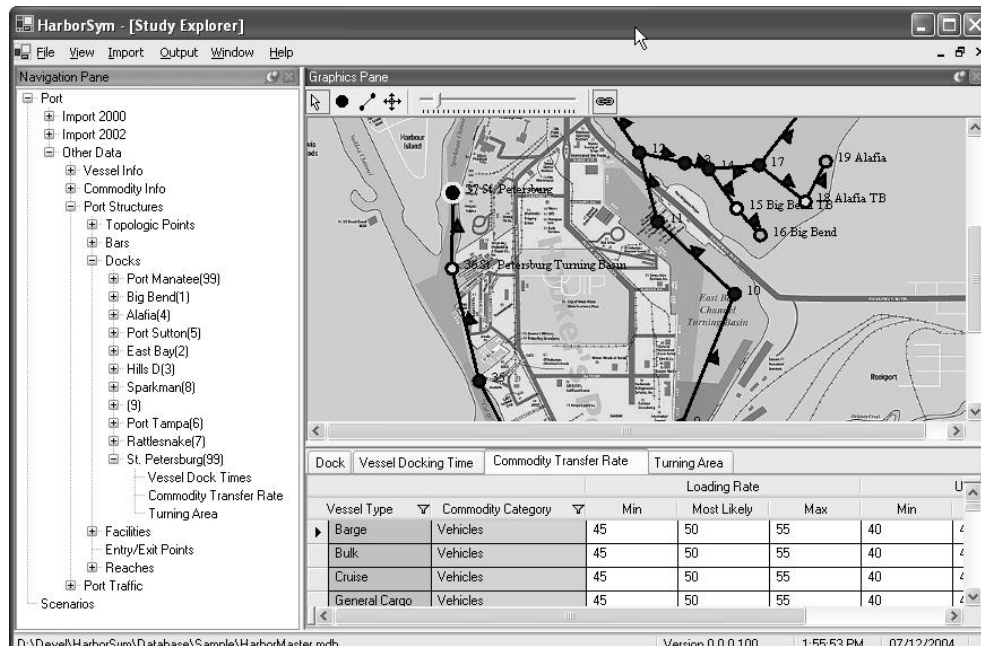 HarborSym - [Study Explorer]
File View Import Output Window Help
Navigation Pane
Port
Import 2000
Import 2002
Other Data
Vessel Info
Commodity Info
Port Structures
Topologic Points
Bars
Docks
Port Manatee(99)
Big Bend(1)
Alafia(4)
Port Sutton(5)
East Bay(2)
Hills D(3)
Sparkman(8)
(9)
Port Tampa(6)
Rattlesnake(7)
St. Petersburg(99)
Vessel Dock Times
Commodity Transfer Rate
Turning Area
Facilities
Entry/Exit Points
Reaches
Port Traffic
Scenarios
Graphics Pane
Harbour Island
Sparkman Channel
12
14
17
19 Alafia
18 Alafia TB
15 Big Bend TB
16 Big Bend
11
10
37 St. Petersburg
36 St. Petersburg Turning Basin
35
East Bay
Channel
Turning Basin
Hooker's
Rockport
Dock Vessel Docking Time Commodity Transfer Rate Turning Area
Loading Rate
Vessel Type Commodity Category Min Most Likely Max Min
Barge Vehicles 45 50 55 40
Bulk Vehicles 45 50 55 40
Cruise Vehicles 45 50 55 40
General Cargo Vehicles 45 50 55 40
D:\Devel\HarborSym\Database\Sample\HarborMaster.mdb Version 0.0.0.100 1:55:53 PM 07/12/2004